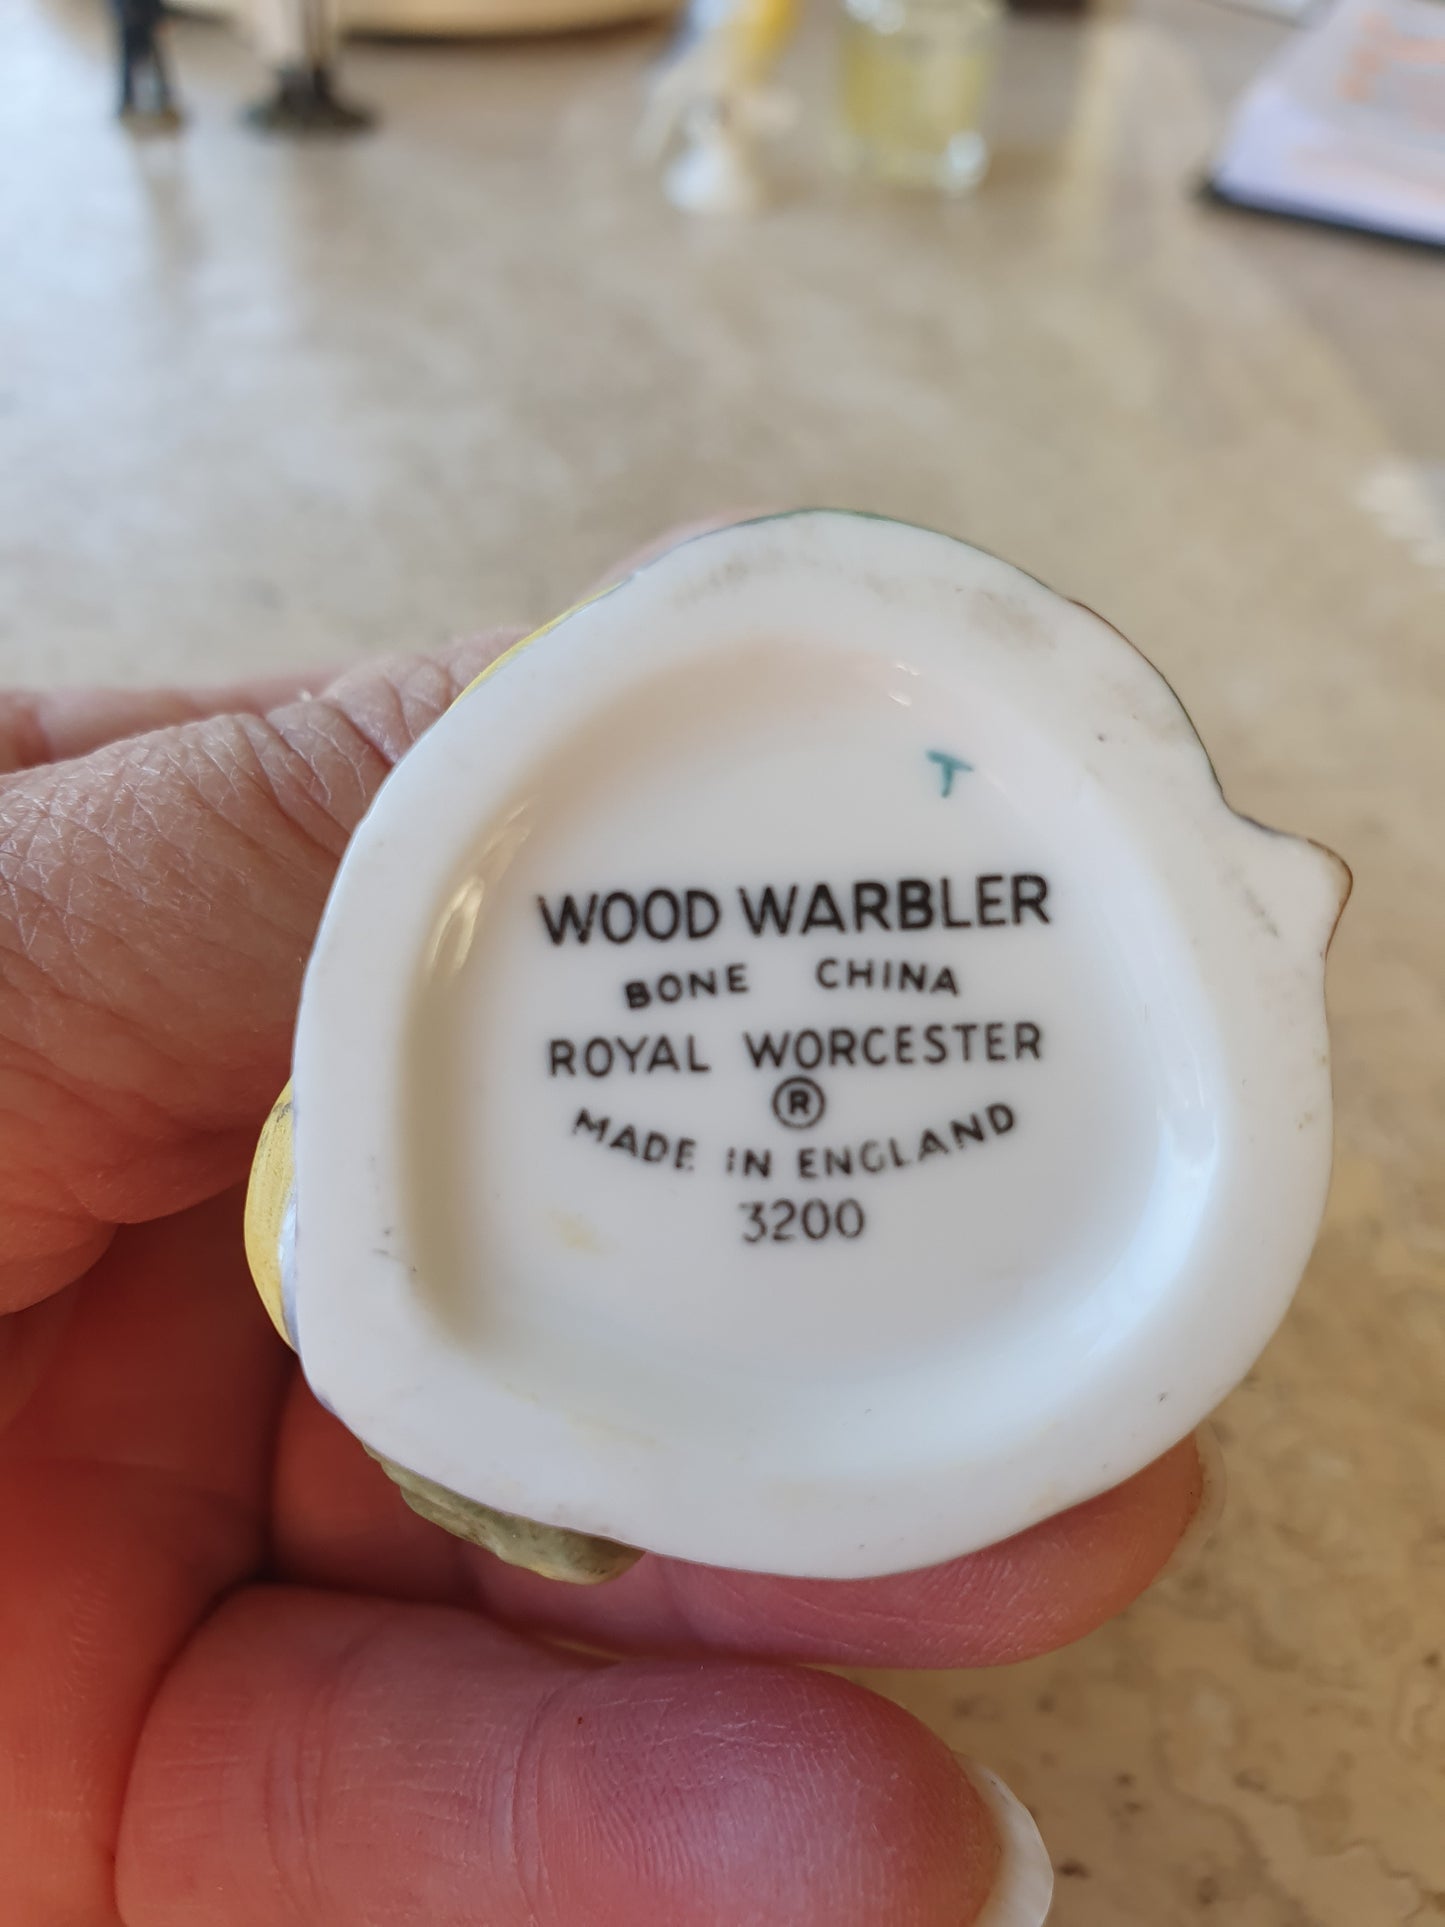 T
WOOD WARBLER
BONE CHINA
ROYAL WORCESTER
®
MADE IN ENGLAND
3200